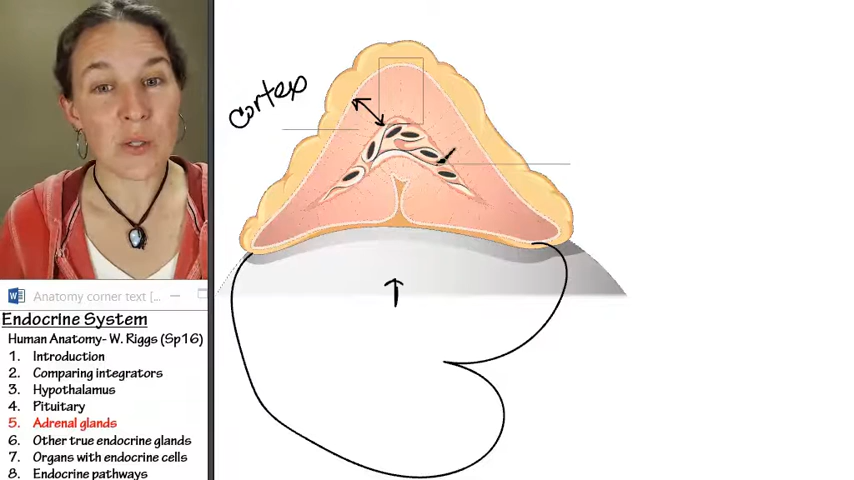 cortex
Anatomy corner text [...
Endocrine System
Human Anatomy- W. Riggs (Sp16)
1. Introduction
2. Comparing integrators
3. Hypothalamus
4. Pituitary
5. Adrenal glands
6. Other true endocrine glands
7. Organs with endocrine cells
8. Endocrine pathways